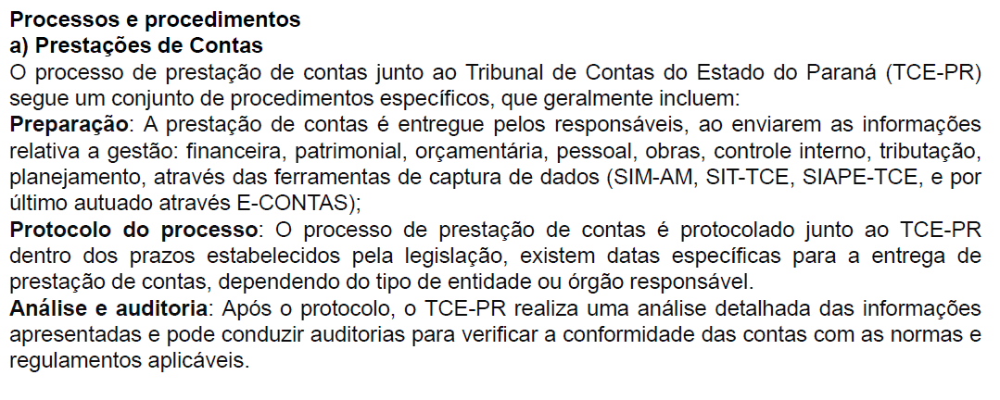 Processos e procedimentos
a) Prestações de Contas
O processo de prestação de contas junto ao Tribunal de Contas do Estado do Paraná (TCE-PR)
segue um conjunto de procedimentos específicos, que geralmente incluem:
Preparação: A prestação de contas é entregue pelos responsáveis, ao enviarem as informações
relativa a gestão: financeira, patrimonial, orçamentária, pessoal, obras, controle interno, tributação,
planejamento, através das ferramentas de captura de dados (SIM-AM, SIT-TCE, SIAPE-TCE, e por
último autuado através E-CONTAS);
Protocolo do processo: O processo de prestação de contas é protocolado junto ao TCE-PR
dentro dos prazos estabelecidos pela legislação, existem datas específicas para a entrega de
prestação de contas, dependendo do tipo de entidade ou órgão responsável.
Análise e auditoria: Após o protocolo, o TCE-PR realiza uma análise detalhada das informações
apresentadas e pode conduzir auditorias para verificar a conformidade das contas com as normas e
regulamentos aplicáveis.